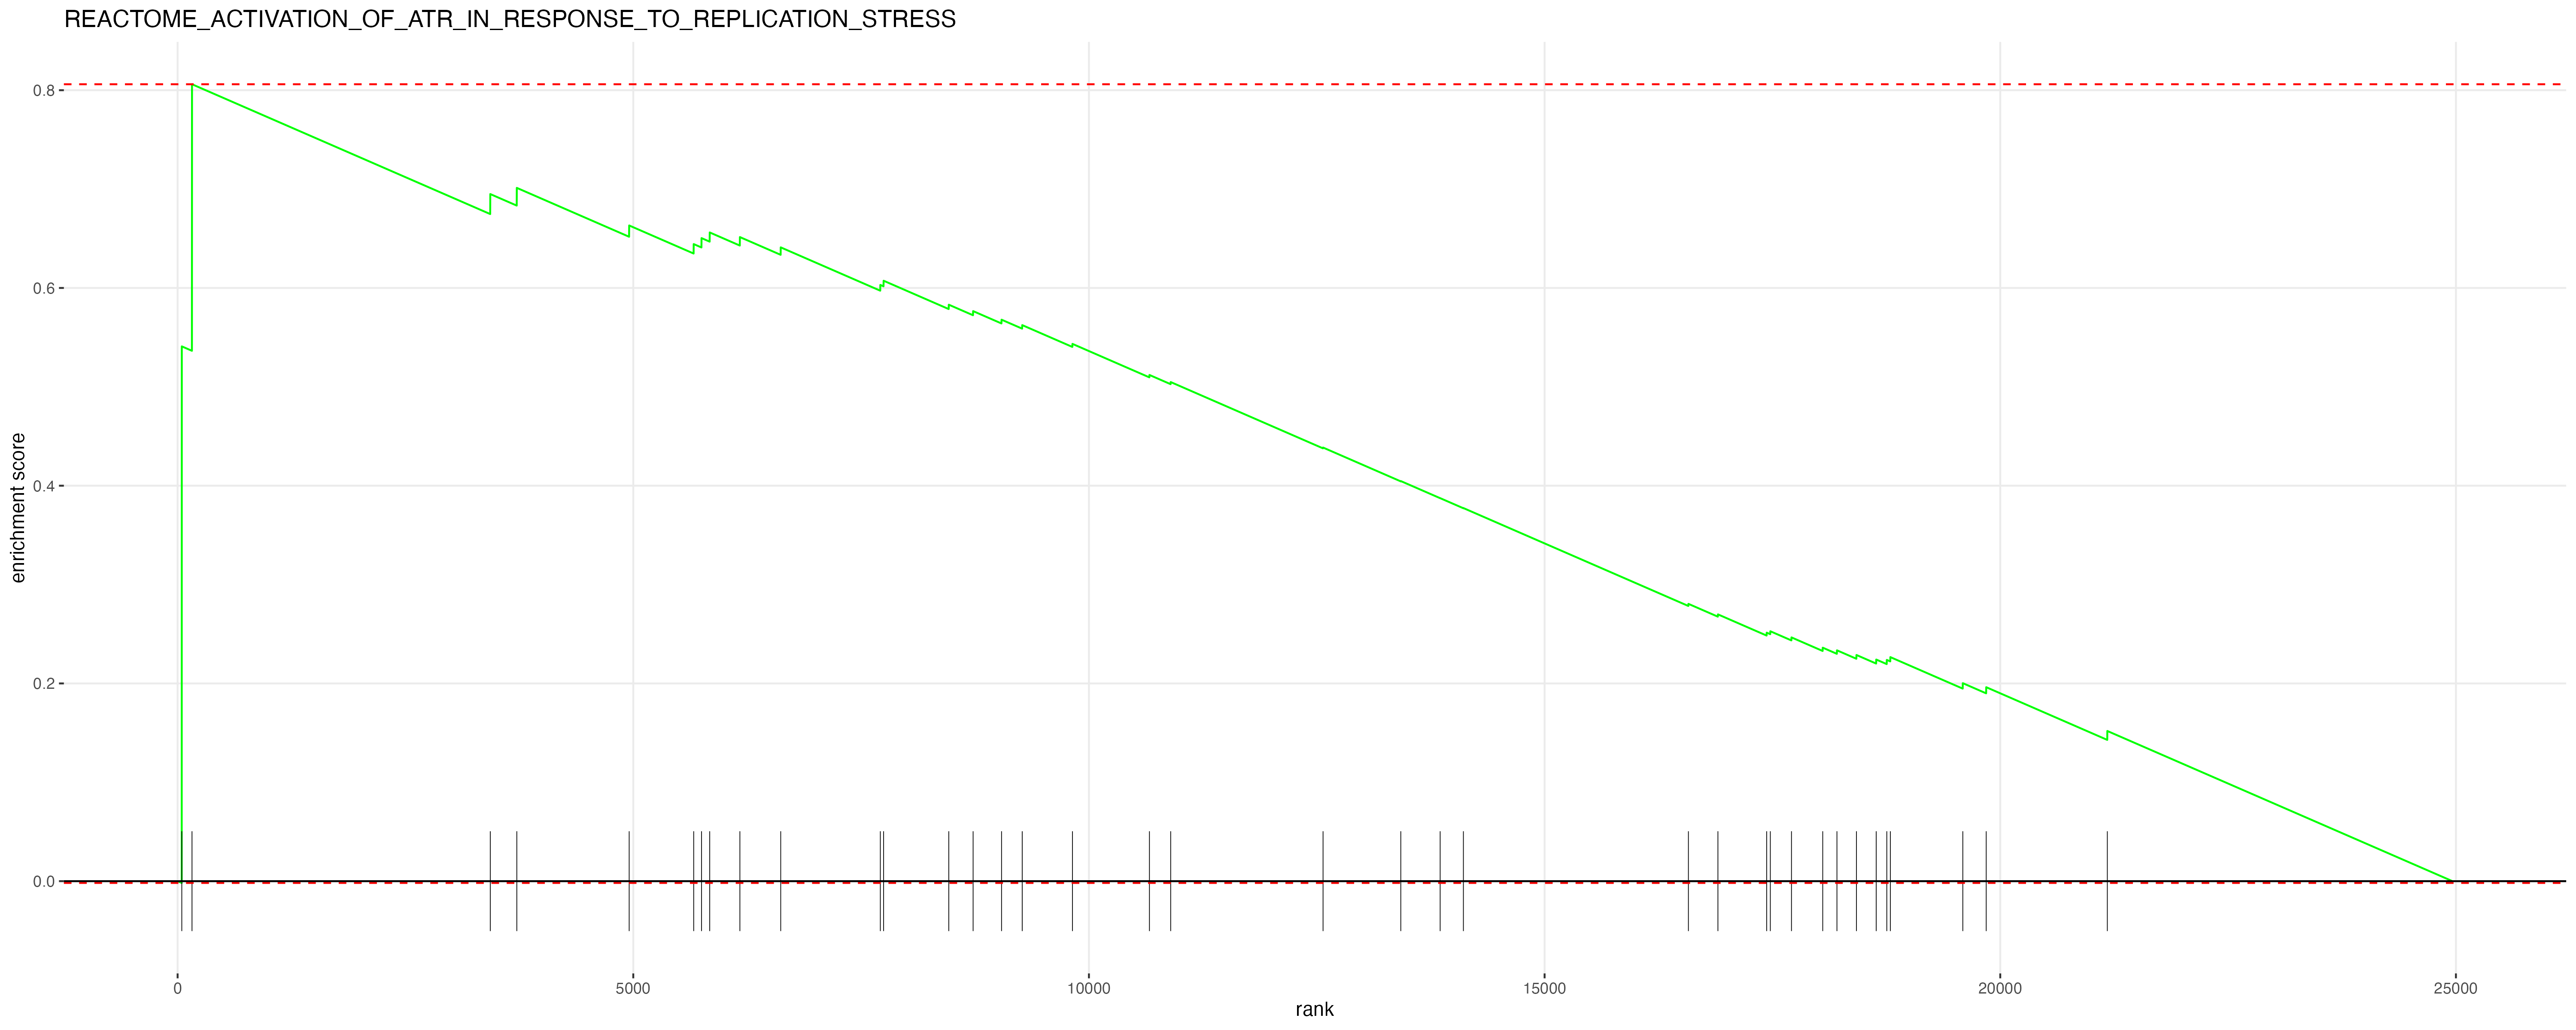 REACTOME_ACTIVATION_OF_ATR_IN_RESPONSE_TO_REPLICATION_STRESS
enrichment score
0.8
0.6
0.4
0.2
0.0
0 5000 10000 15000 20000 25000
rank